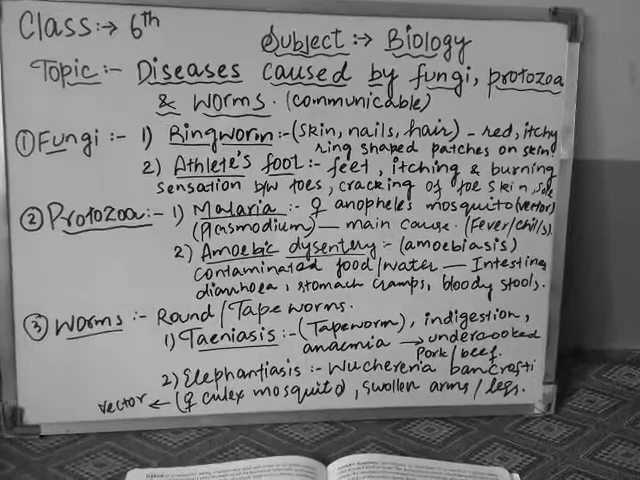 Class:→ 6th
Subject:→ Biology
Topic:- Diseases caused by fungi, protozoa
& worms. (communicable)
① Fungi:- 1) Ringworm:- (skin, nails, hair) - red, itchy
ring shaped patches on skin.
2) Athlete's foot:- feet, itching & burning
sensation b/w toes, cracking of toe skin,
② Protozoa:- 1) Malaria:- ♀ anopheles mosquito (vector)
(Plasmodium) — main cause. (Fever/chills).
2) Amoebic dysentery:- (amoebiasis)
contaminated food/water — Intestine,
diarrhoea, stomach cramps, bloody stools.
③ Worms:- Round/Tape worms.
1) Taeniasis:- (Tapeworm), indigestion,
anaemia → undercooked
Pork/beef.
2) Elephantiasis:- Wuchereria bancrofti
vector ← (♀ culex mosquito), swollen arms/legs.